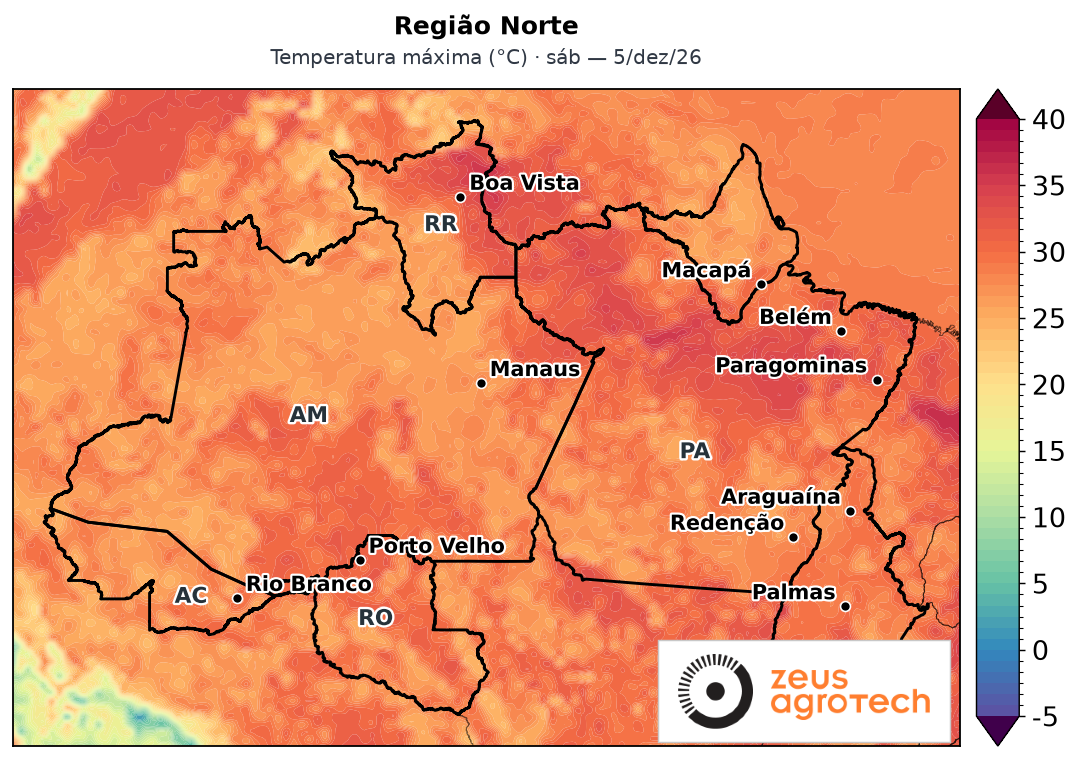 Região Norte
Temperatura máxima (°C) · sáb — 5/dez/26
40
35
30
25
20
15
10
5
0
-5
Boa Vista
RR
Macapá
Belém
Paragominas
Manaus
AM
PA
Araguaína
Redenção
Porto Velho
Rio Branco
AC
Palmas
RO
zeus
agrotech